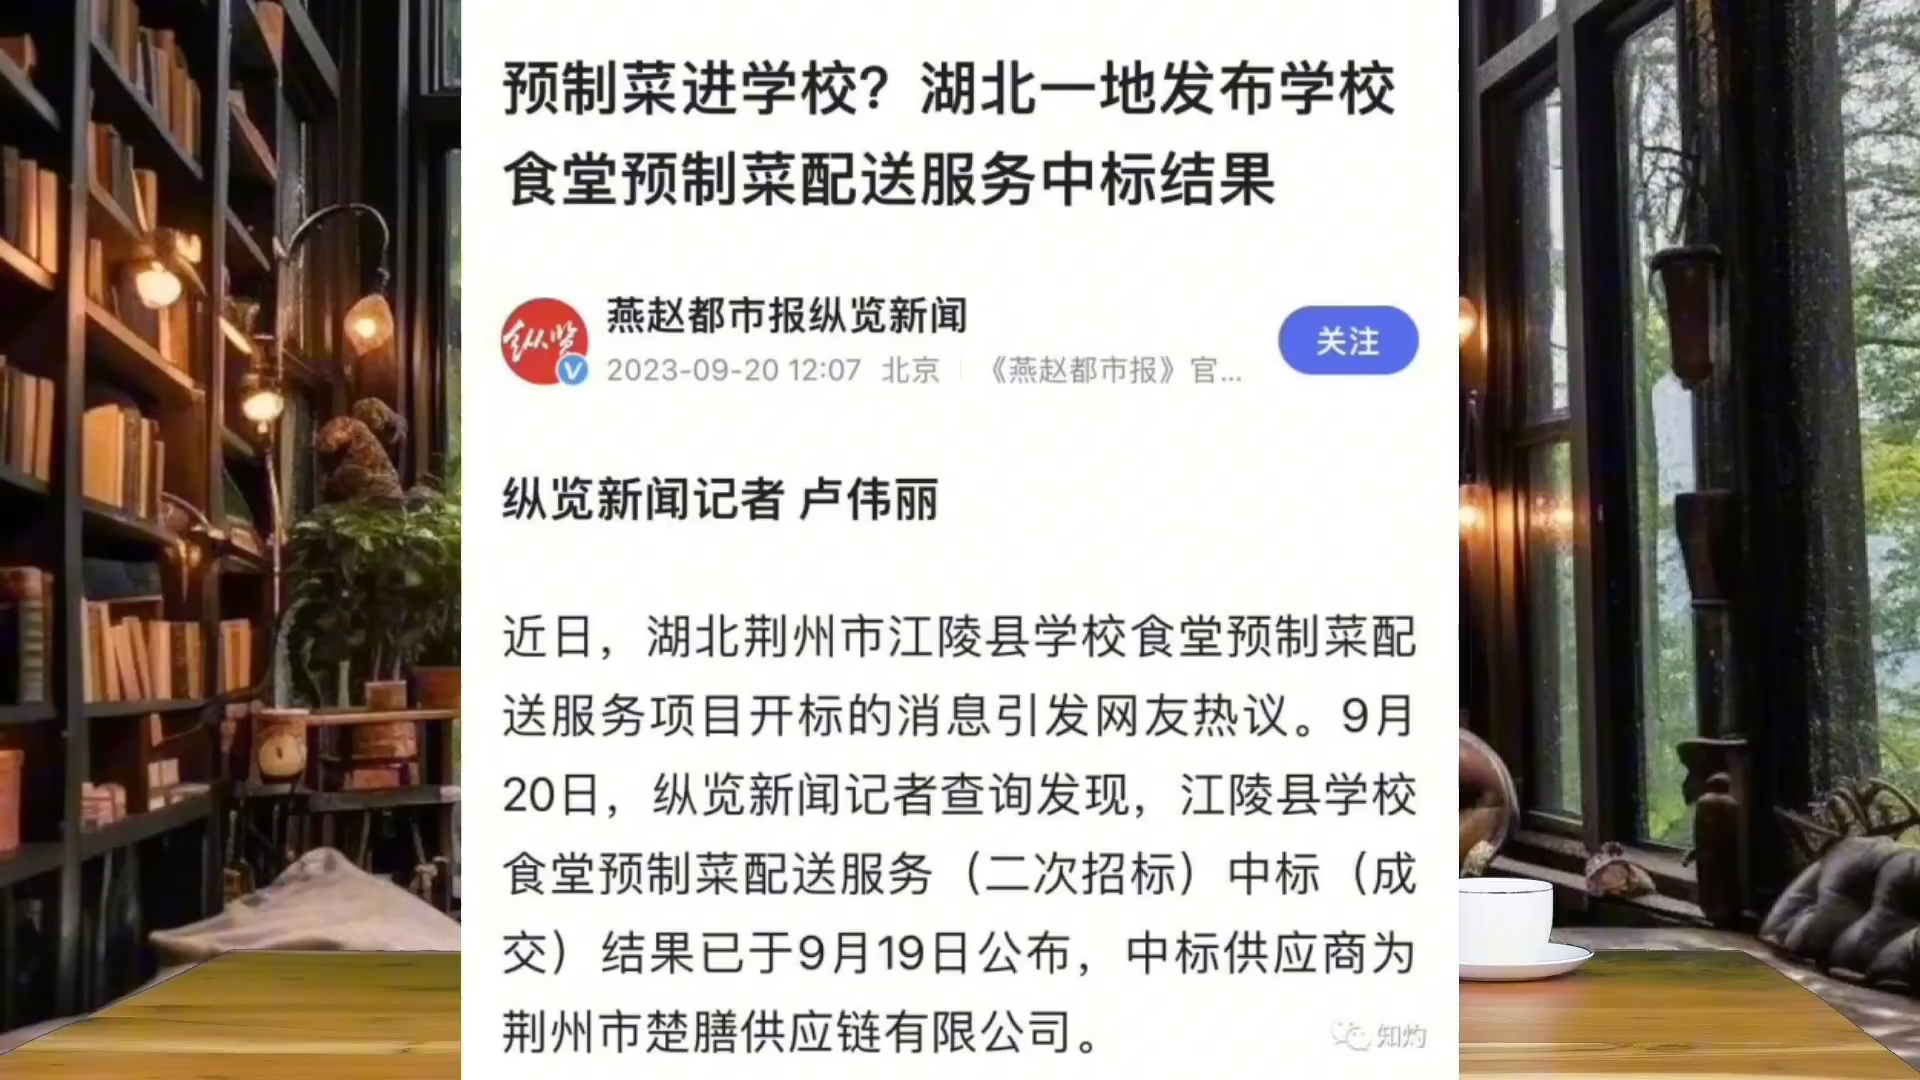 预制菜进学校？湖北一地发布学校
食堂预制菜配送服务中标结果
纵览
燕赵都市报纵览新闻
2023-09-20 12:07 北京 《燕赵都市报》官...
关注
纵览新闻记者 卢伟丽
近日，湖北荆州市江陵县学校食堂预制菜配
送服务项目开标的消息引发网友热议。9月
20日，纵览新闻记者查询发现，江陵县学校
食堂预制菜配送服务（二次招标）中标（成
交）结果已于9月19日公布，中标供应商为
荆州市楚膳供应链有限公司。
知灼